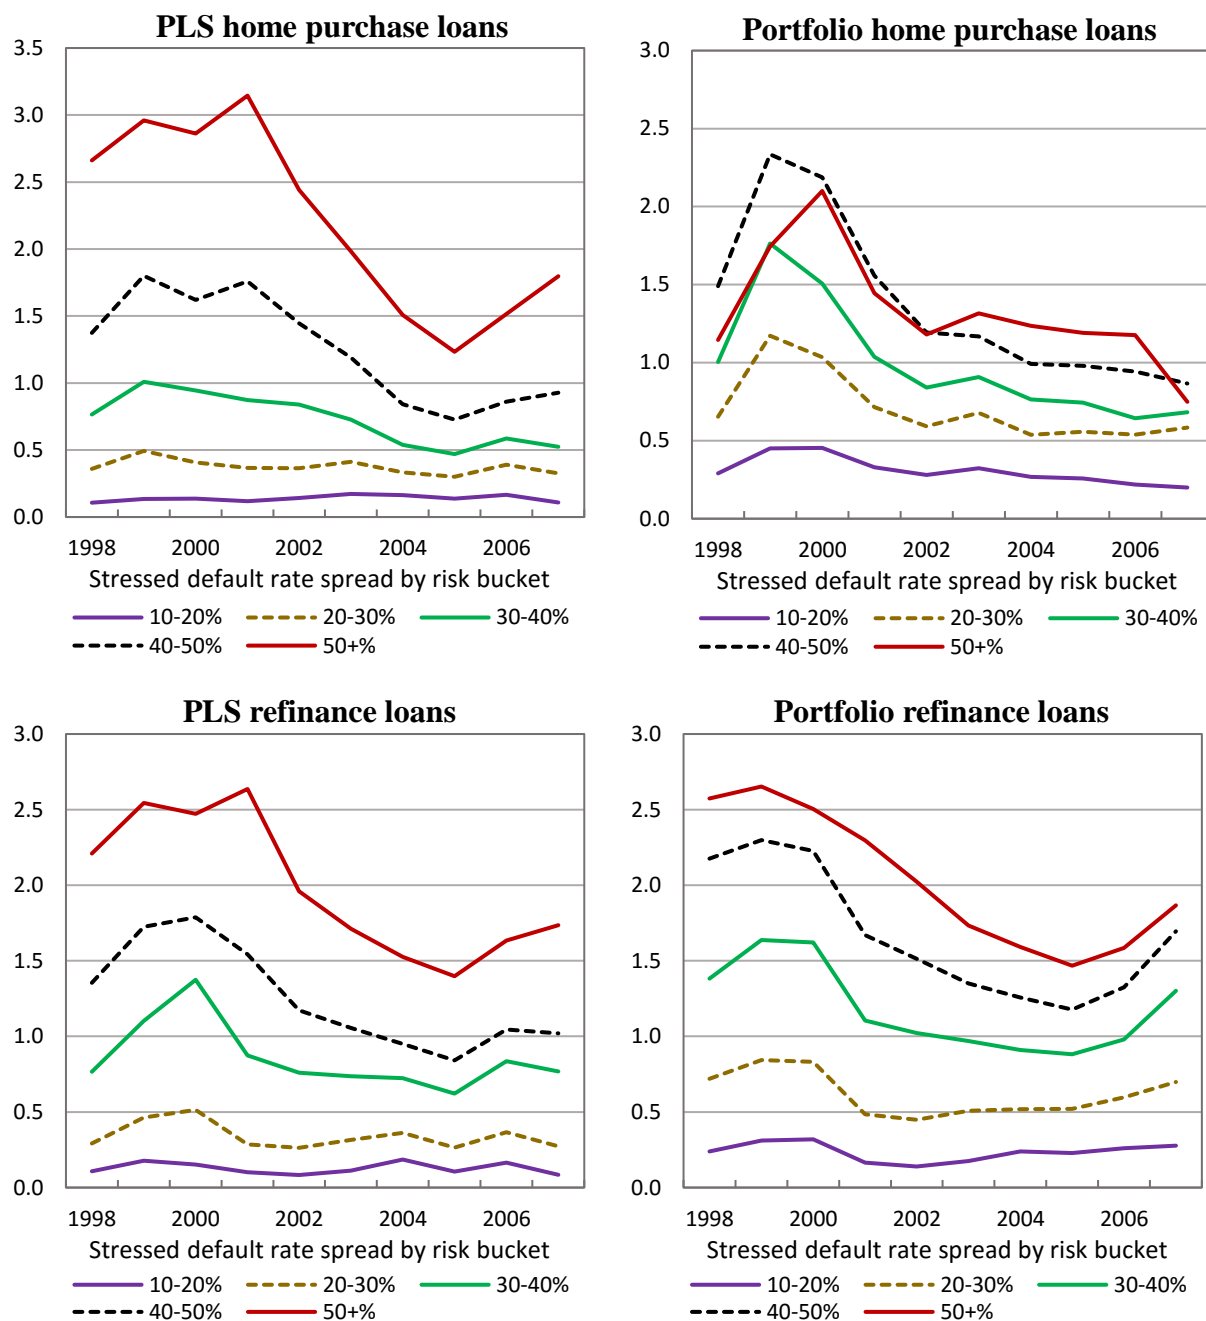 PLS home purchase loans
3.5
3.0
2.5
2.0
1.5
1.0
0.5
0.0
1998 2000 2002 2004 2006
Stressed default rate spread by risk bucket
10-20% 20-30% 30-40%
40-50% 50+%
Portfolio home purchase loans
3.0
2.5
2.0
1.5
1.0
0.5
0.0
1998 2000 2002 2004 2006
Stressed default rate spread by risk bucket
10-20% 20-30% 30-40%
40-50% 50+%
PLS refinance loans
3.0
2.5
2.0
1.5
1.0
0.5
0.0
1998 2000 2002 2004 2006
Stressed default rate spread by risk bucket
10-20% 20-30% 30-40%
40-50% 50+%
Portfolio refinance loans
3.0
2.5
2.0
1.5
1.0
0.5
0.0
1998 2000 2002 2004 2006
Stressed default rate spread by risk bucket
10-20% 20-30% 30-40%
40-50% 50+%